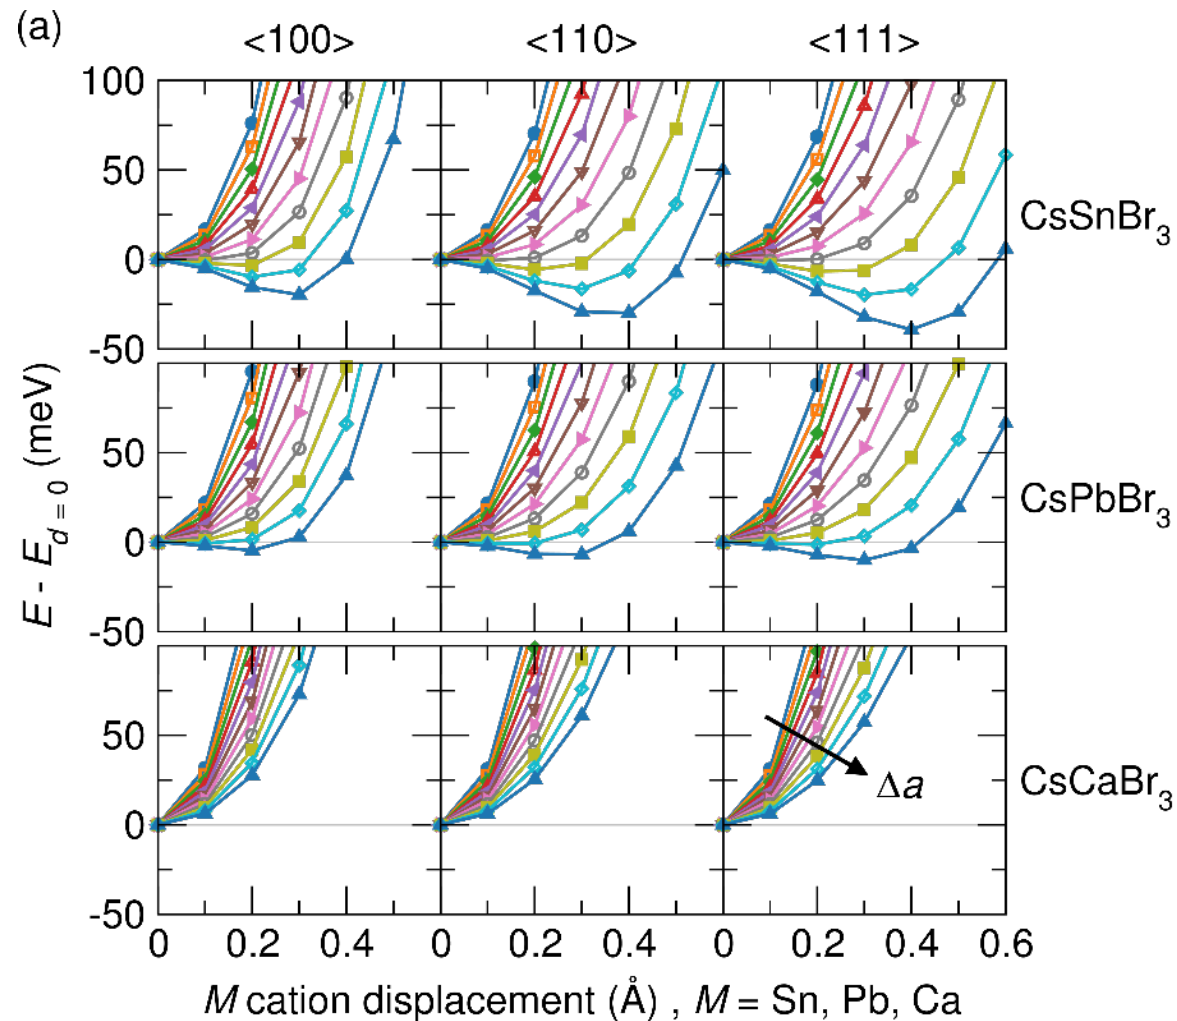 (a)
<100> <110> <111>
100
50
0
-50
CsSnBr3
50
0
-50
CsPbBr3
50
0
-50
CsCaBr3
E - Ed = 0 (meV)
Δa
0 0.2 0.4 0 0.2 0.4 0 0.2 0.4 0.6
M cation displacement (Å) , M = Sn, Pb, Ca